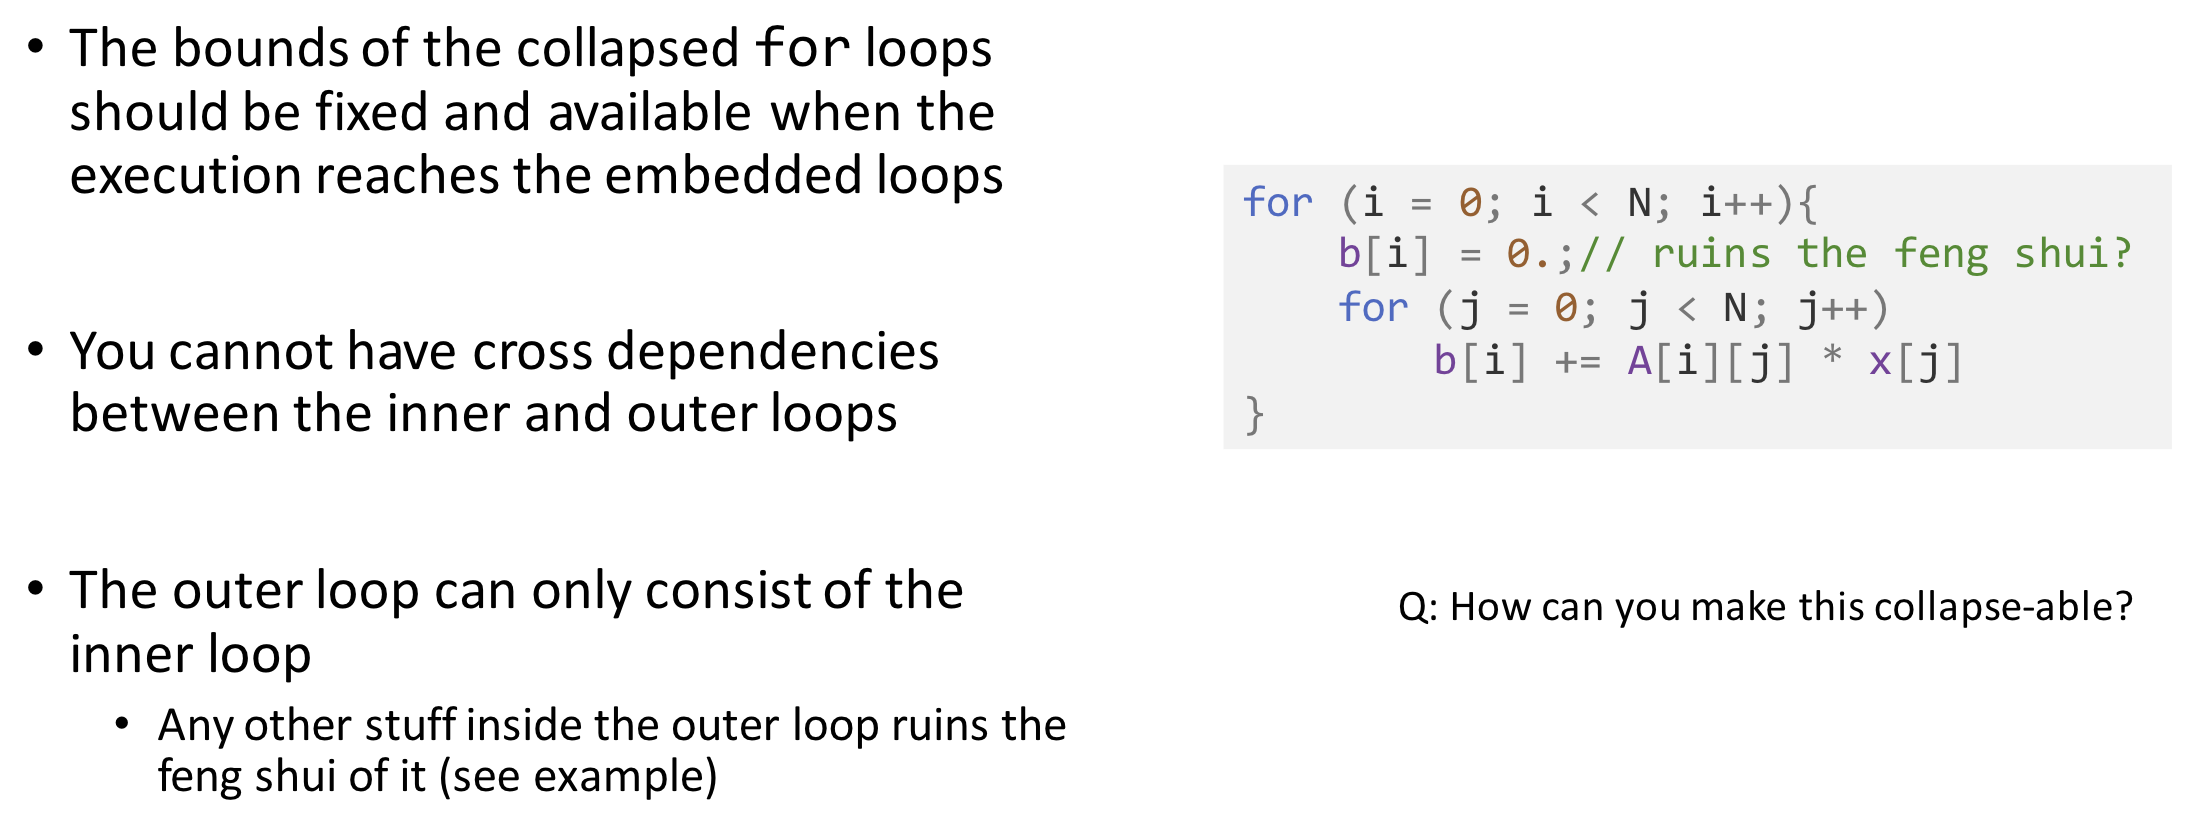 • The bounds of the collapsed for loops
should be fixed and available when the
execution reaches the embedded loops
• You cannot have cross dependencies
between the inner and outer loops
• The outer loop can only consist of the
inner loop
• Any other stuff inside the outer loop ruins the
feng shui of it (see example)
for (i = 0; i < N; i++){
    b[i] = 0.;// ruins the feng shui?
    for (j = 0; j < N; j++)
        b[i] += A[i][j] * x[j]
}
Q: How can you make this collapse-able?